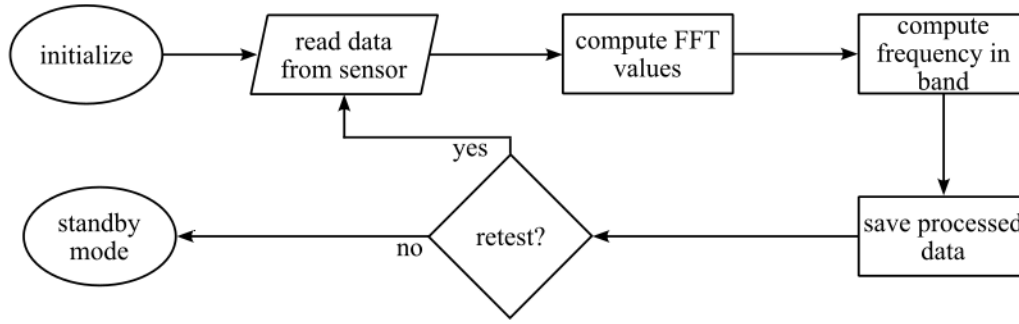 initialize
read data
from sensor
compute FFT
values
compute
frequency in
band
yes
standby
mode
no
retest?
save processed
data